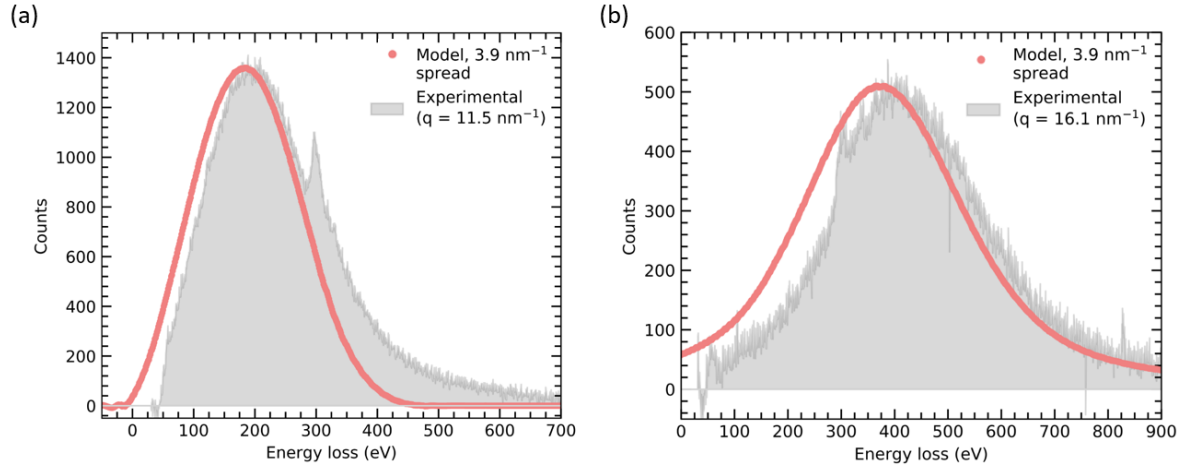 (a)
1400
1200
1000
800
600
400
200
0
Counts
0 100 200 300 400 500 600 700
Energy loss (eV)
Model, 3.9 nm⁻¹
spread
Experimental
(q = 11.5 nm⁻¹)
(b)
600
500
400
300
200
100
0
Counts
0 100 200 300 400 500 600 700 800 900
Energy loss (eV)
Model, 3.9 nm⁻¹
spread
Experimental
(q = 16.1 nm⁻¹)